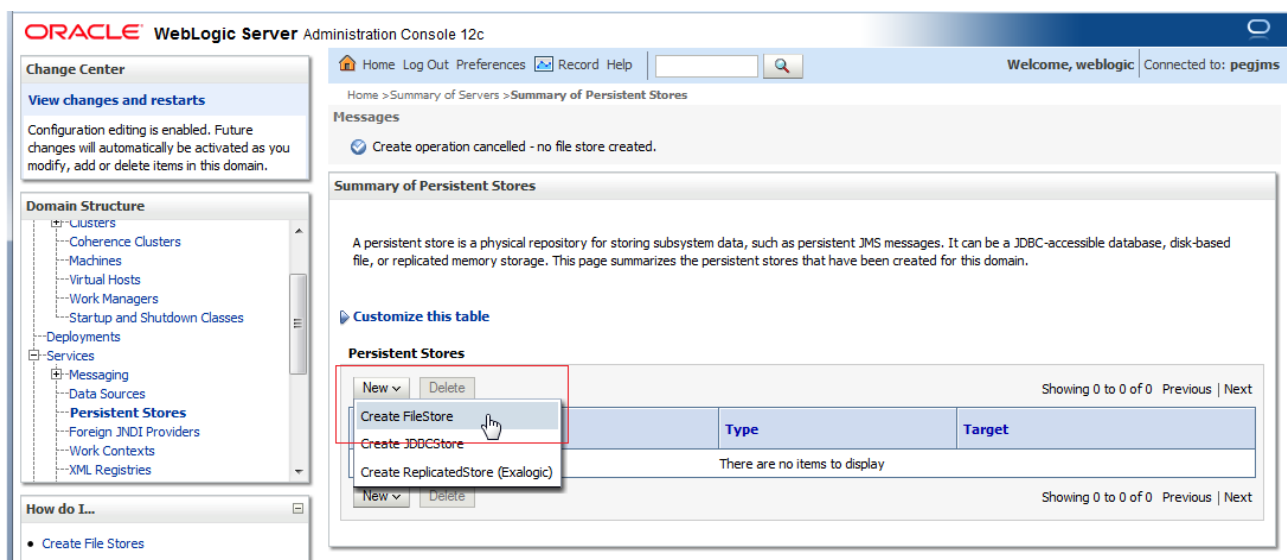 ORACLE WebLogic Server Administration Console 12c
Change Center
View changes and restarts
Configuration editing is enabled. Future
changes will automatically be activated as you
modify, add or delete items in this domain.
Domain Structure
Clusters
Coherence Clusters
Machines
Virtual Hosts
Work Managers
Startup and Shutdown Classes
Deployments
Services
Messaging
Data Sources
Persistent Stores
Foreign JNDI Providers
Work Contexts
XML Registries
How do I...
Create File Stores
Home Log Out Preferences Record Help
Welcome, weblogic Connected to: pegjms
Home >Summary of Servers >Summary of Persistent Stores
Messages
Create operation cancelled - no file store created.
Summary of Persistent Stores
A persistent store is a physical repository for storing subsystem data, such as persistent JMS messages. It can be a JDBC-accessible database, disk-based
file, or replicated memory storage. This page summarizes the persistent stores that have been created for this domain.
Customize this table
Persistent Stores
New Delete
Showing 0 to 0 of 0 Previous | Next
Create FileStore
Create JDBCStore
Create ReplicatedStore (Exalogic)
Type Target
There are no items to display
New Delete
Showing 0 to 0 of 0 Previous | Next